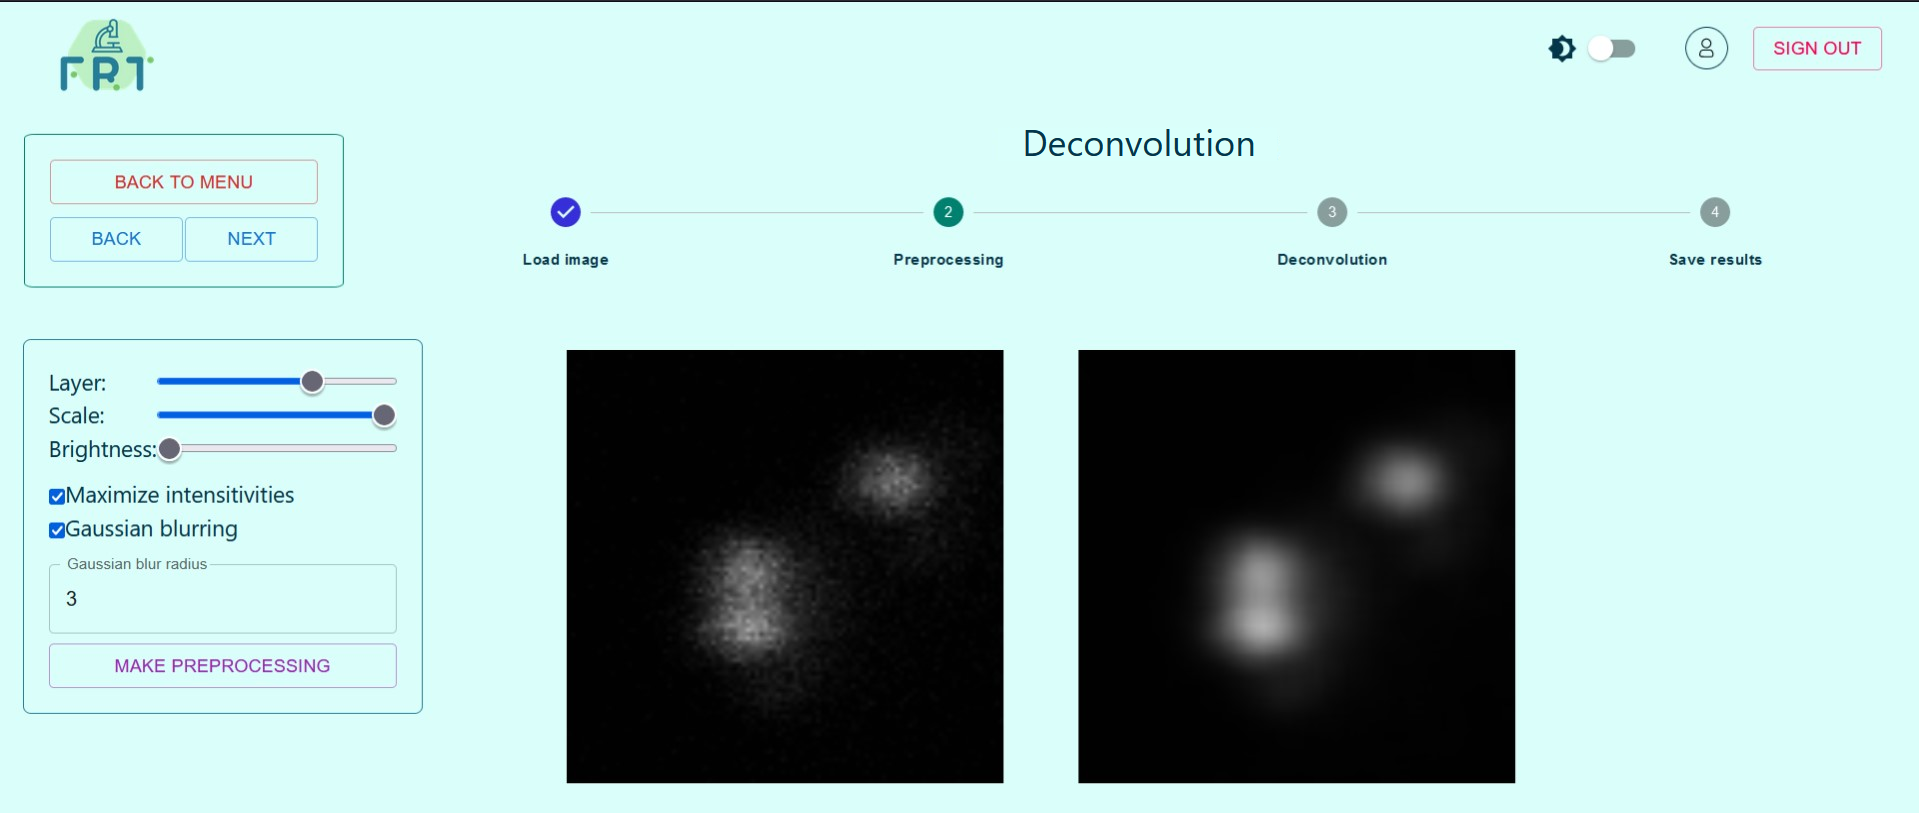 FRT
SIGN OUT
Deconvolution
BACK TO MENU
BACK
NEXT
2
3
4
Load image
Preprocessing
Deconvolution
Save results
Layer:
Scale:
Brightness:
Maximize intensitivities
Gaussian blurring
Gaussian blur radius
3
MAKE PREPROCESSING